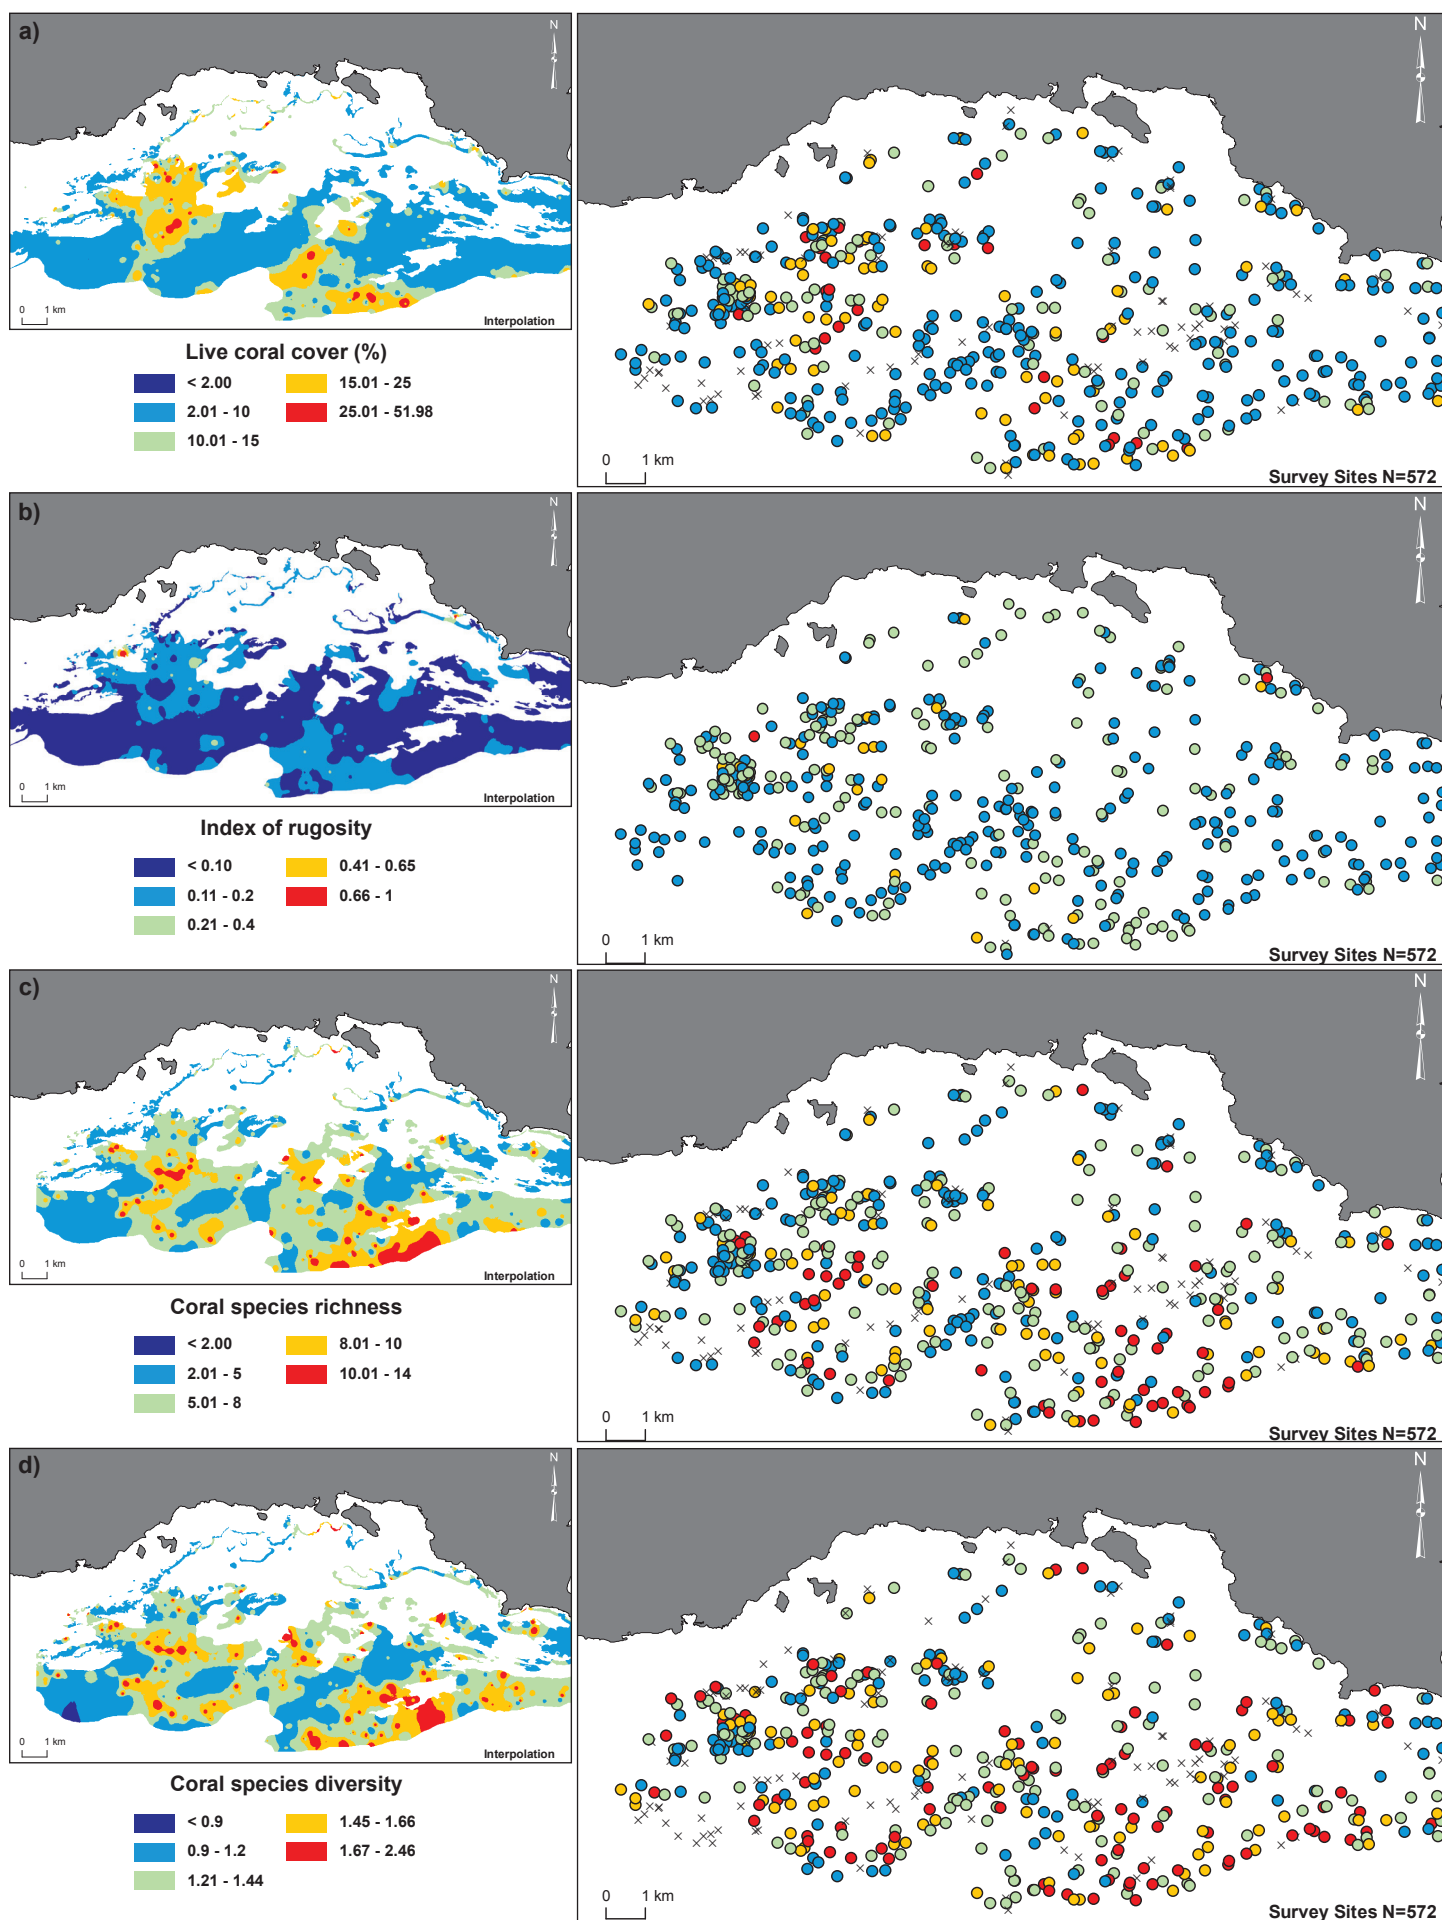 a)
N
0 1 km
Interpolation
Live coral cover (%)
< 2.00
15.01 - 25
2.01 - 10
25.01 - 51.98
10.01 - 15
N
0 1 km
Survey Sites N=572
b)
N
0 1 km
Interpolation
Index of rugosity
< 0.10
0.41 - 0.65
0.11 - 0.2
0.66 - 1
0.21 - 0.4
N
0 1 km
Survey Sites N=572
c)
N
0 1 km
Interpolation
Coral species richness
< 2.00
8.01 - 10
2.01 - 5
10.01 - 14
5.01 - 8
N
0 1 km
Survey Sites N=572
d)
N
0 1 km
Interpolation
Coral species diversity
< 0.9
1.45 - 1.66
0.9 - 1.2
1.67 - 2.46
1.21 - 1.44
N
0 1 km
Survey Sites N=572